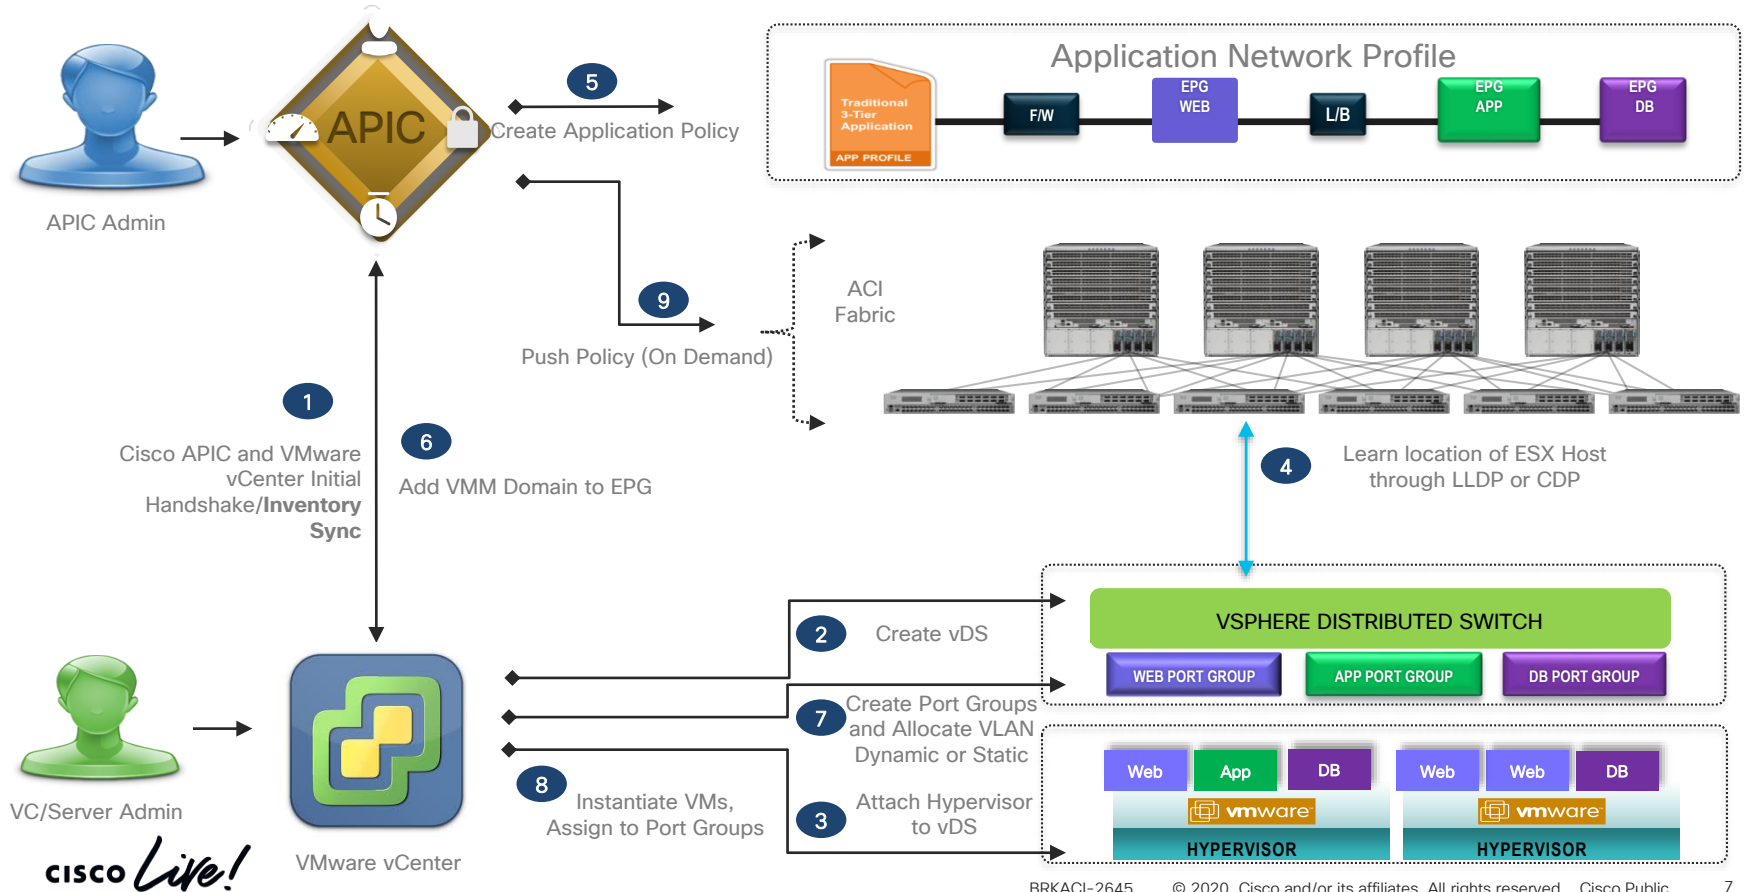 APIC
APIC Admin
5
Create Application Policy
Application Network Profile
Traditional
3-Tier
Application
APP PROFILE
F/W
EPG
WEB
L/B
EPG
APP
EPG
DB
9
Push Policy (On Demand)
ACI
Fabric
1
Cisco APIC and VMware
vCenter Initial
Handshake/Inventory
Sync
6
Add VMM Domain to EPG
4
Learn location of ESX Host
through LLDP or CDP
2
Create vDS
VSPHERE DISTRIBUTED SWITCH
WEB PORT GROUP
APP PORT GROUP
DB PORT GROUP
7
Create Port Groups
and Allocate VLAN
Dynamic or Static
8
Instantiate VMs,
Assign to Port Groups
3
Attach Hypervisor
to vDS
Web
App
DB
vmware
HYPERVISOR
Web
Web
DB
vmware
HYPERVISOR
VC/Server Admin
VMware vCenter
CISCO Live!
BRKACI-2645
© 2020 Cisco and/or its affiliates. All rights reserved. Cisco Public
7